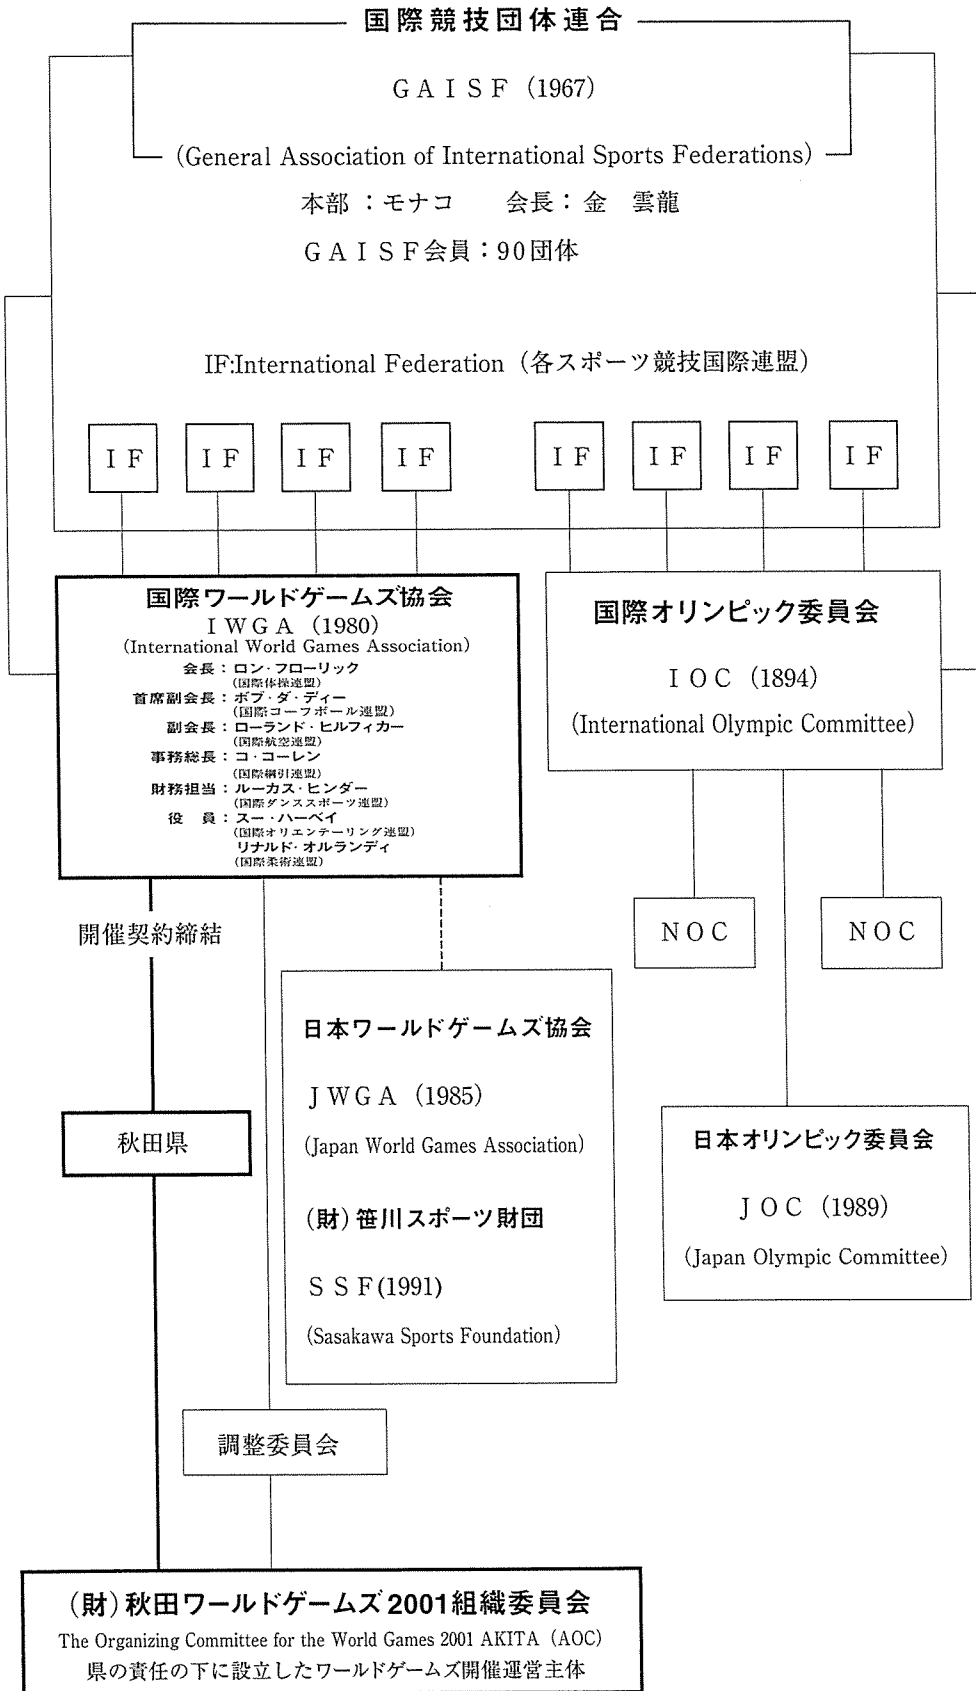 国際競技団体連合
GAISF (1967)
(General Association of International Sports Federations)
本部：モナコ　会長：金　雲龍
GAISF会員：90団体
IF:International Federation（各スポーツ競技国際連盟）
IF IF IF IF IF IF IF IF
国際ワールドゲームズ協会
IWGA (1980)
(International World Games Association)
会長：ロン・フローリック
(国際体操連盟)
首席副会長：ボブ・ダ・ディー
(国際コーフボール連盟)
副会長：ローランド・ヒルフィカー
(国際航空連盟)
事務総長：コ・コーレン
(国際綱引連盟)
財務担当：ルーカス・ヒンダー
(国際ダンススポーツ連盟)
役　員：スー・ハーベイ
(国際オリエンテーリング連盟)
リナルド・オルランディ
(国際柔術連盟)
国際オリンピック委員会
IOC (1894)
(International Olympic Committee)
NOC NOC
開催契約締結
日本ワールドゲームズ協会
JWGA (1985)
(Japan World Games Association)
(財)笹川スポーツ財団
SSF(1991)
(Sasakawa Sports Foundation)
秋田県
日本オリンピック委員会
JOC (1989)
(Japan Olympic Committee)
調整委員会
(財)秋田ワールドゲームズ2001組織委員会
The Organizing Committee for the World Games 2001 AKITA (AOC)
県の責任の下に設立したワールドゲームズ開催運営主体